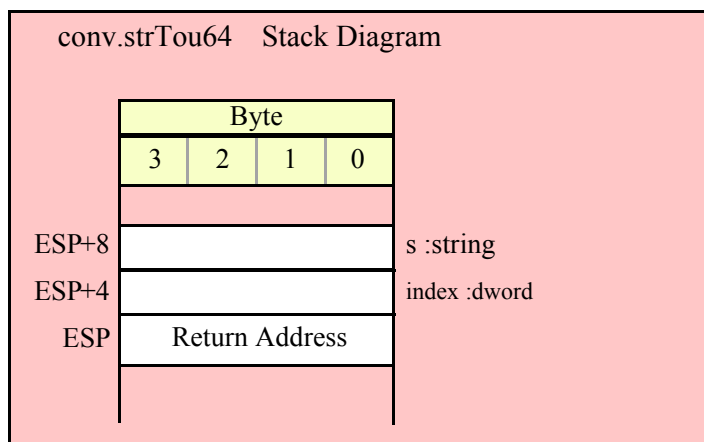 conv.strTou64 Stack Diagram
Byte
3 2 1 0
ESP+8 s :string
ESP+4 index :dword
ESP Return Address